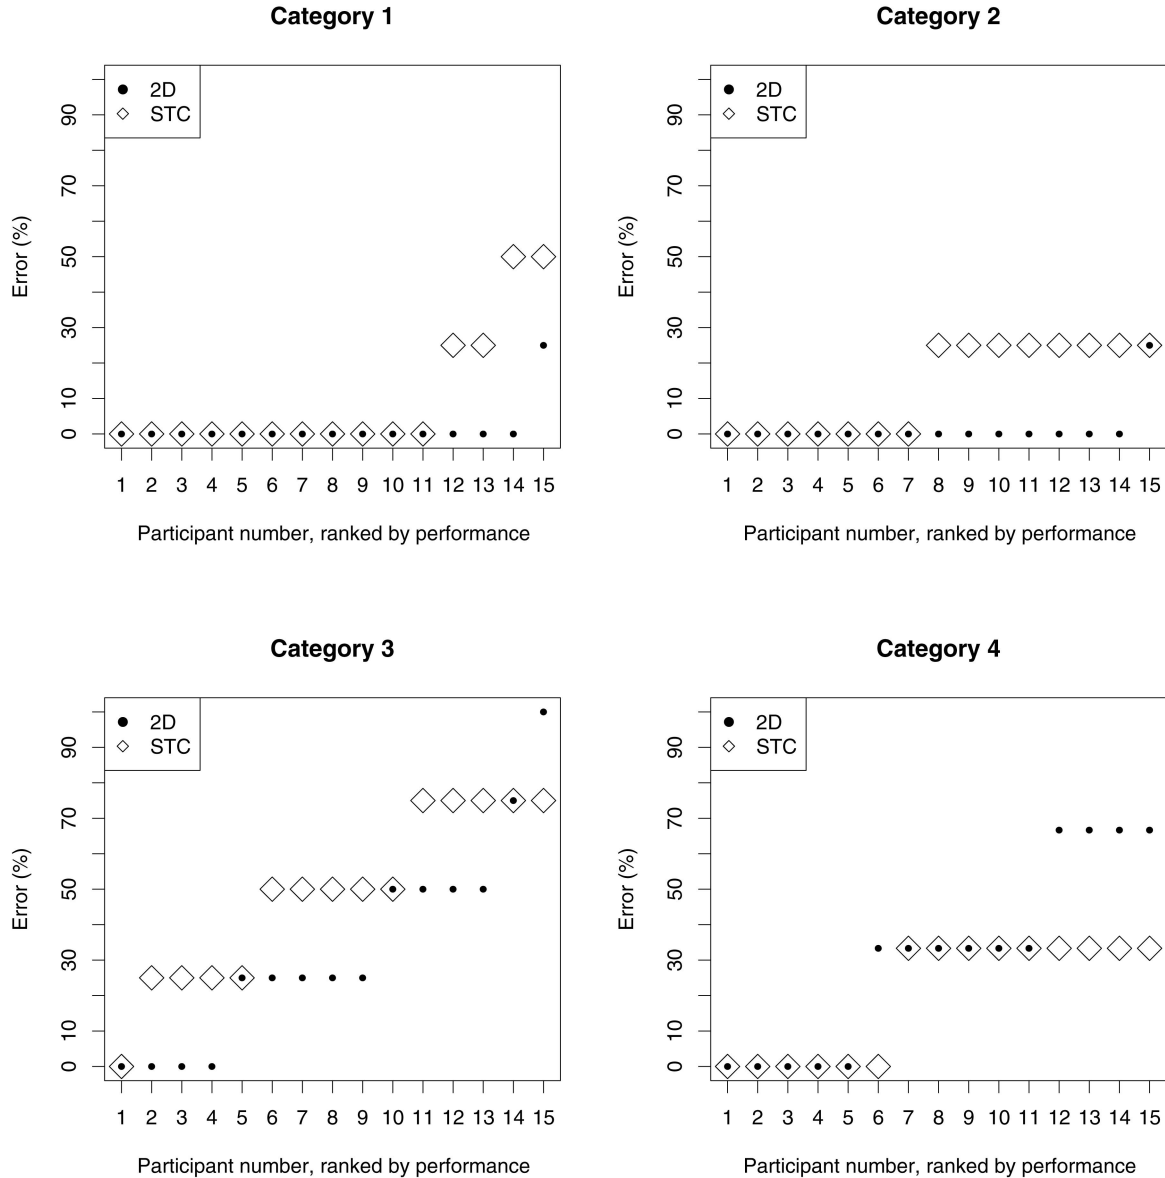 Category 1
2D
STC
Error (%)
90
70
50
30
10
0
1 2 3 4 5 6 7 8 9 10 11 12 13 14 15
Participant number, ranked by performance
Category 2
2D
STC
Error (%)
90
70
50
30
10
0
1 2 3 4 5 6 7 8 9 10 11 12 13 14 15
Participant number, ranked by performance
Category 3
2D
STC
Error (%)
90
70
50
30
10
0
1 2 3 4 5 6 7 8 9 10 11 12 13 14 15
Participant number, ranked by performance
Category 4
2D
STC
Error (%)
90
70
50
30
10
0
1 2 3 4 5 6 7 8 9 10 11 12 13 14 15
Participant number, ranked by performance